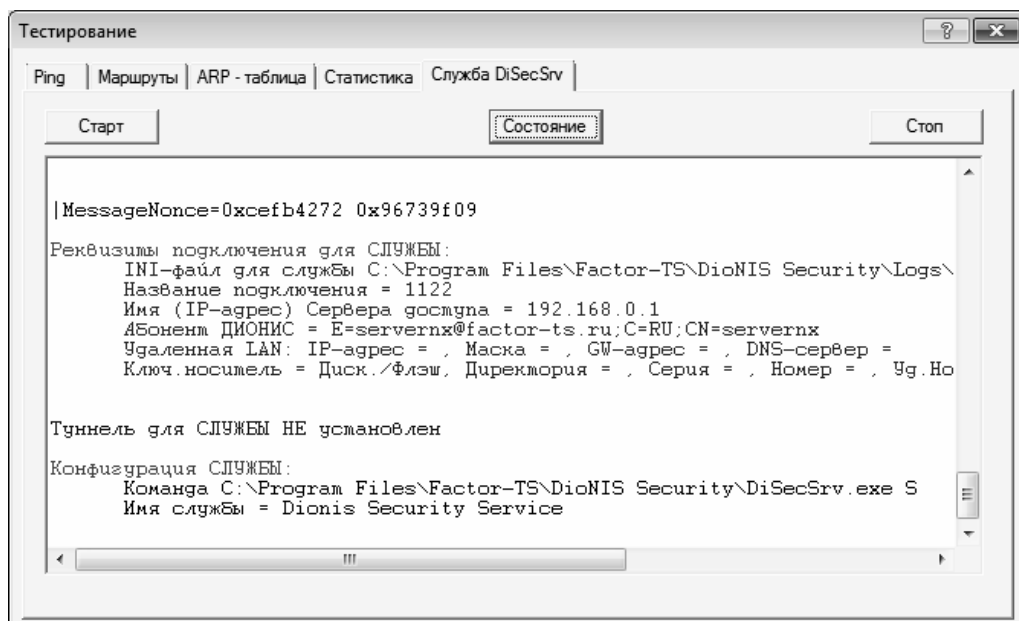 Тестирование
Ping | Маршруты | ARP - таблица | Статистика | Служба DiSecSrv
Старт Состояние Стоп
|MessageNonce=0xcefb4272 0x96739f09
Реквизиты подключения для СЛУЖБЫ:
INI-файл для службы C:\Program Files\Factor-TS\DioNIS Security\Logs\
Название подключения = 1122
Имя (IP-адрес) Сервера доступа = 192.168.0.1
Абонент ДИОНИС = E=servernx@factor-ts.ru;C=RU;CN=servernx
Удаленная LAN: IP-адрес = , Маска = , GW-адрес = , DNS-сервер =
Ключ.носитель = Диск./Флэш, Директория = , Серия = , Номер = , Уд.Но
Туннель для СЛУЖБЫ НЕ установлен
Конфигурация СЛУЖБЫ:
Команда C:\Program Files\Factor-TS\DioNIS Security\DiSecSrv.exe S
Имя службы = Dionis Security Service